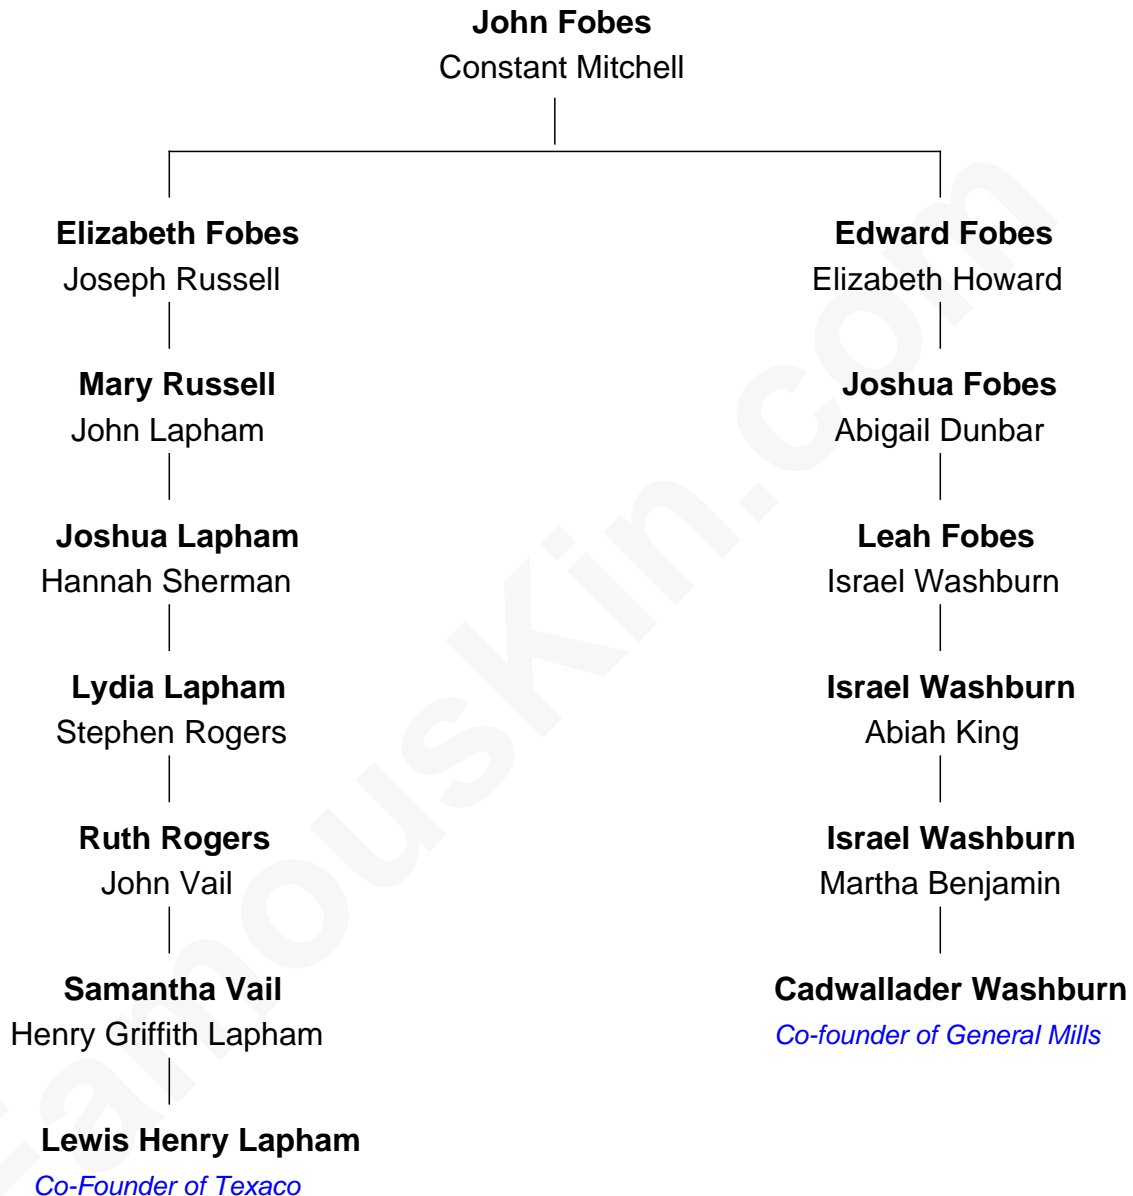 John Fobes
Constant Mitchell
Elizabeth Fobes
Joseph Russell
Edward Fobes
Elizabeth Howard
Mary Russell
John Lapham
Joshua Fobes
Abigail Dunbar
Joshua Lapham
Hannah Sherman
Leah Fobes
Israel Washburn
Lydia Lapham
Stephen Rogers
Israel Washburn
Abiah King
Ruth Rogers
John Vail
Israel Washburn
Martha Benjamin
Samantha Vail
Henry Griffith Lapham
Cadwallader Washburn
Co-founder of General Mills
Lewis Henry Lapham
Co-Founder of Texaco
FamousKin.com